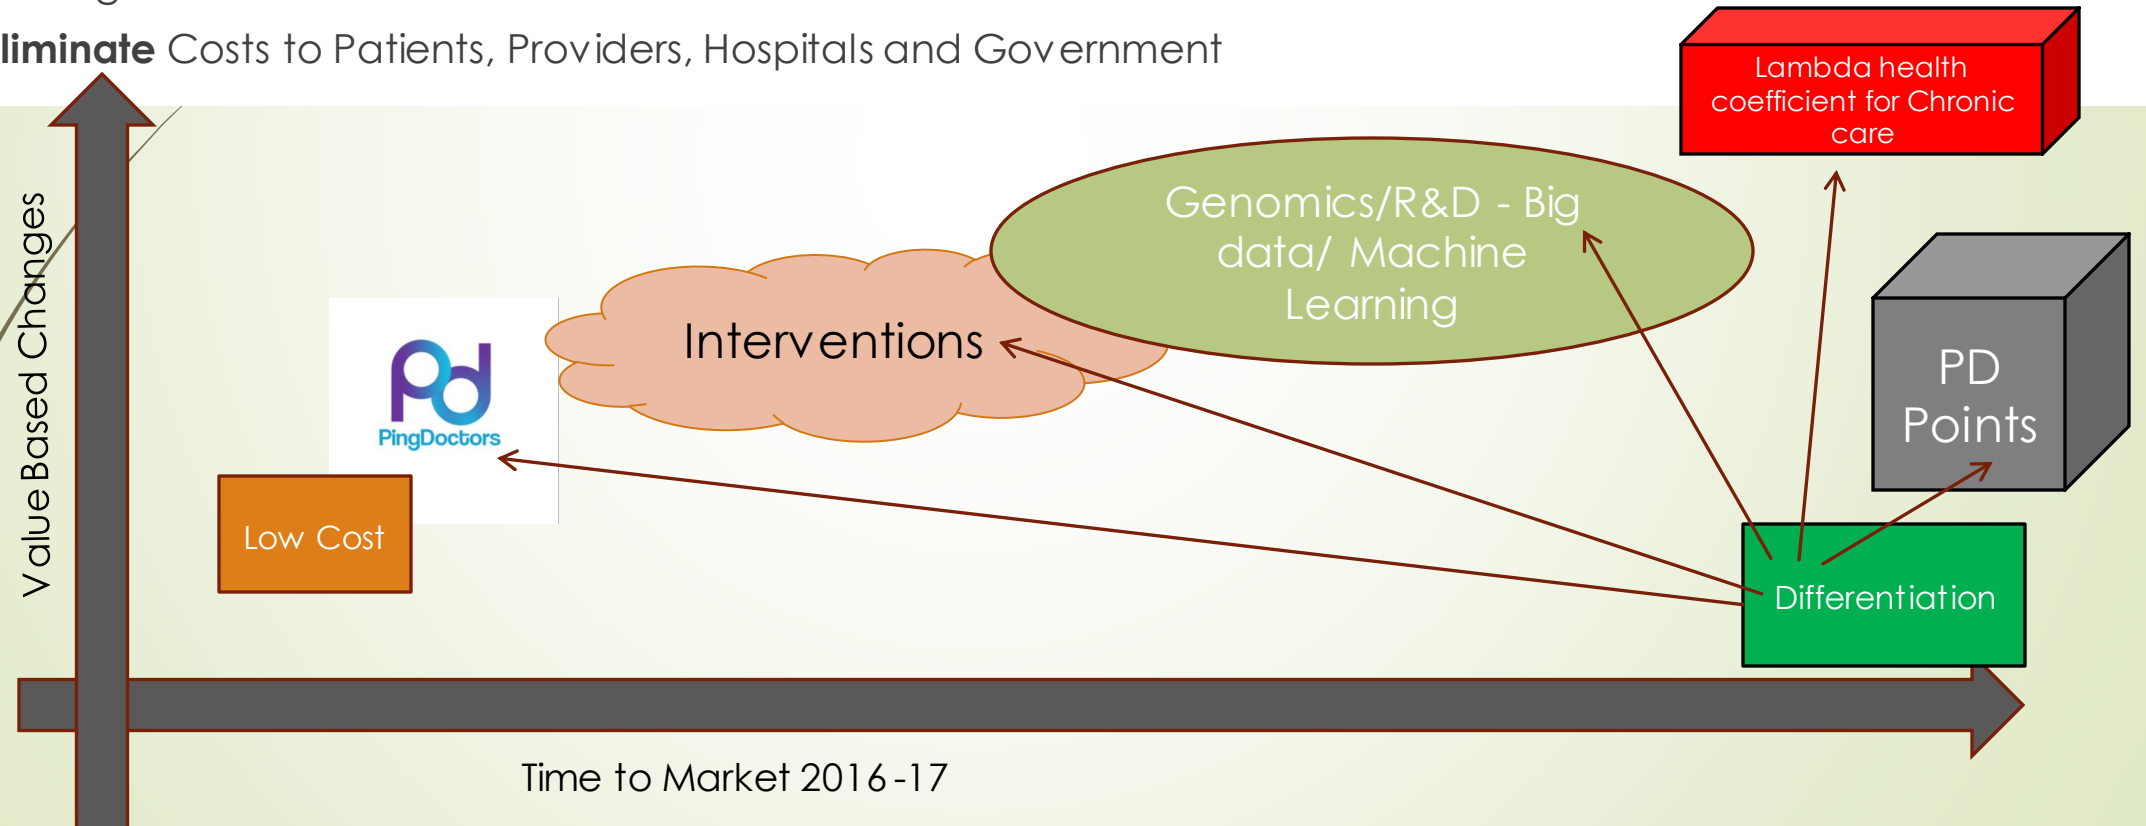 liminate Costs to Patients, Providers, Hospitals and Government
Lambda health
coefficient for Chronic
care
Genomics/R&D - Big
data/ Machine
Learning
Value Based Changes
Interventions
Pd
PingDoctors
PD
Points
Low Cost
Differentiation
Time to Market 2016-17